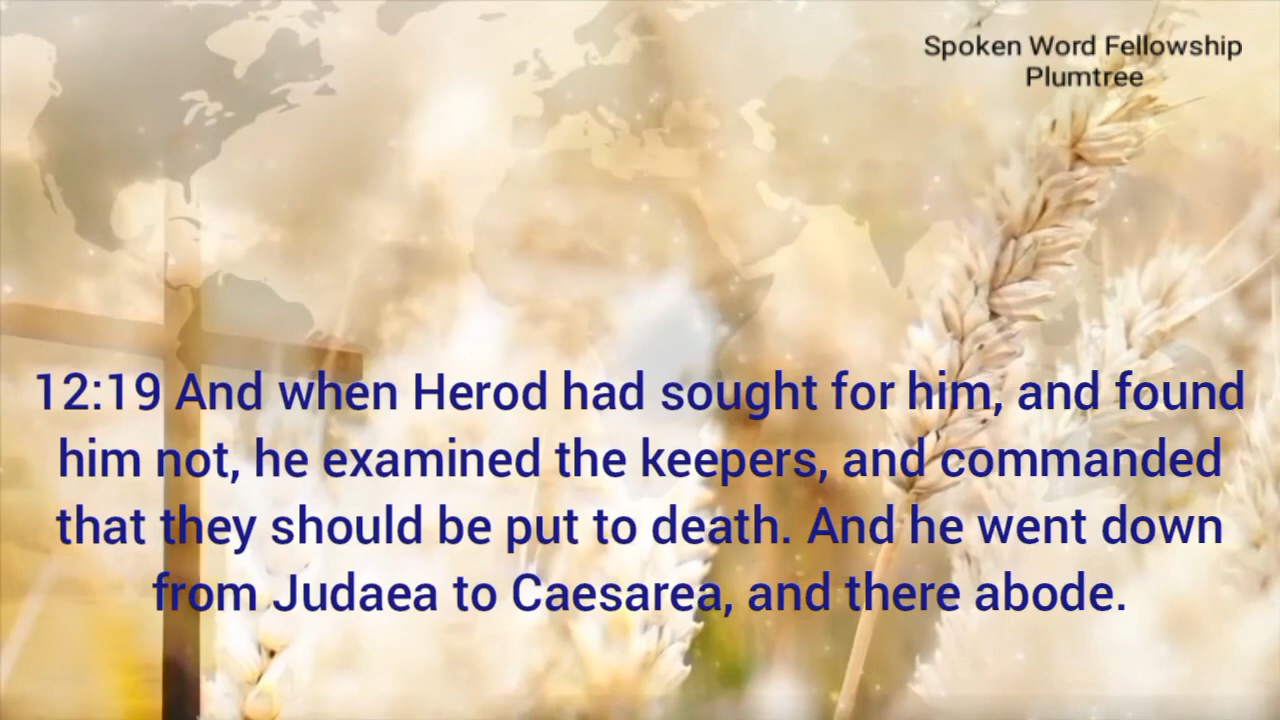 Spoken Word Fellowship
Plumtree
12:19 And when Herod had sought for him, and found
him not, he examined the keepers, and commanded
that they should be put to death. And he went down
from Judaea to Caesarea, and there abode.